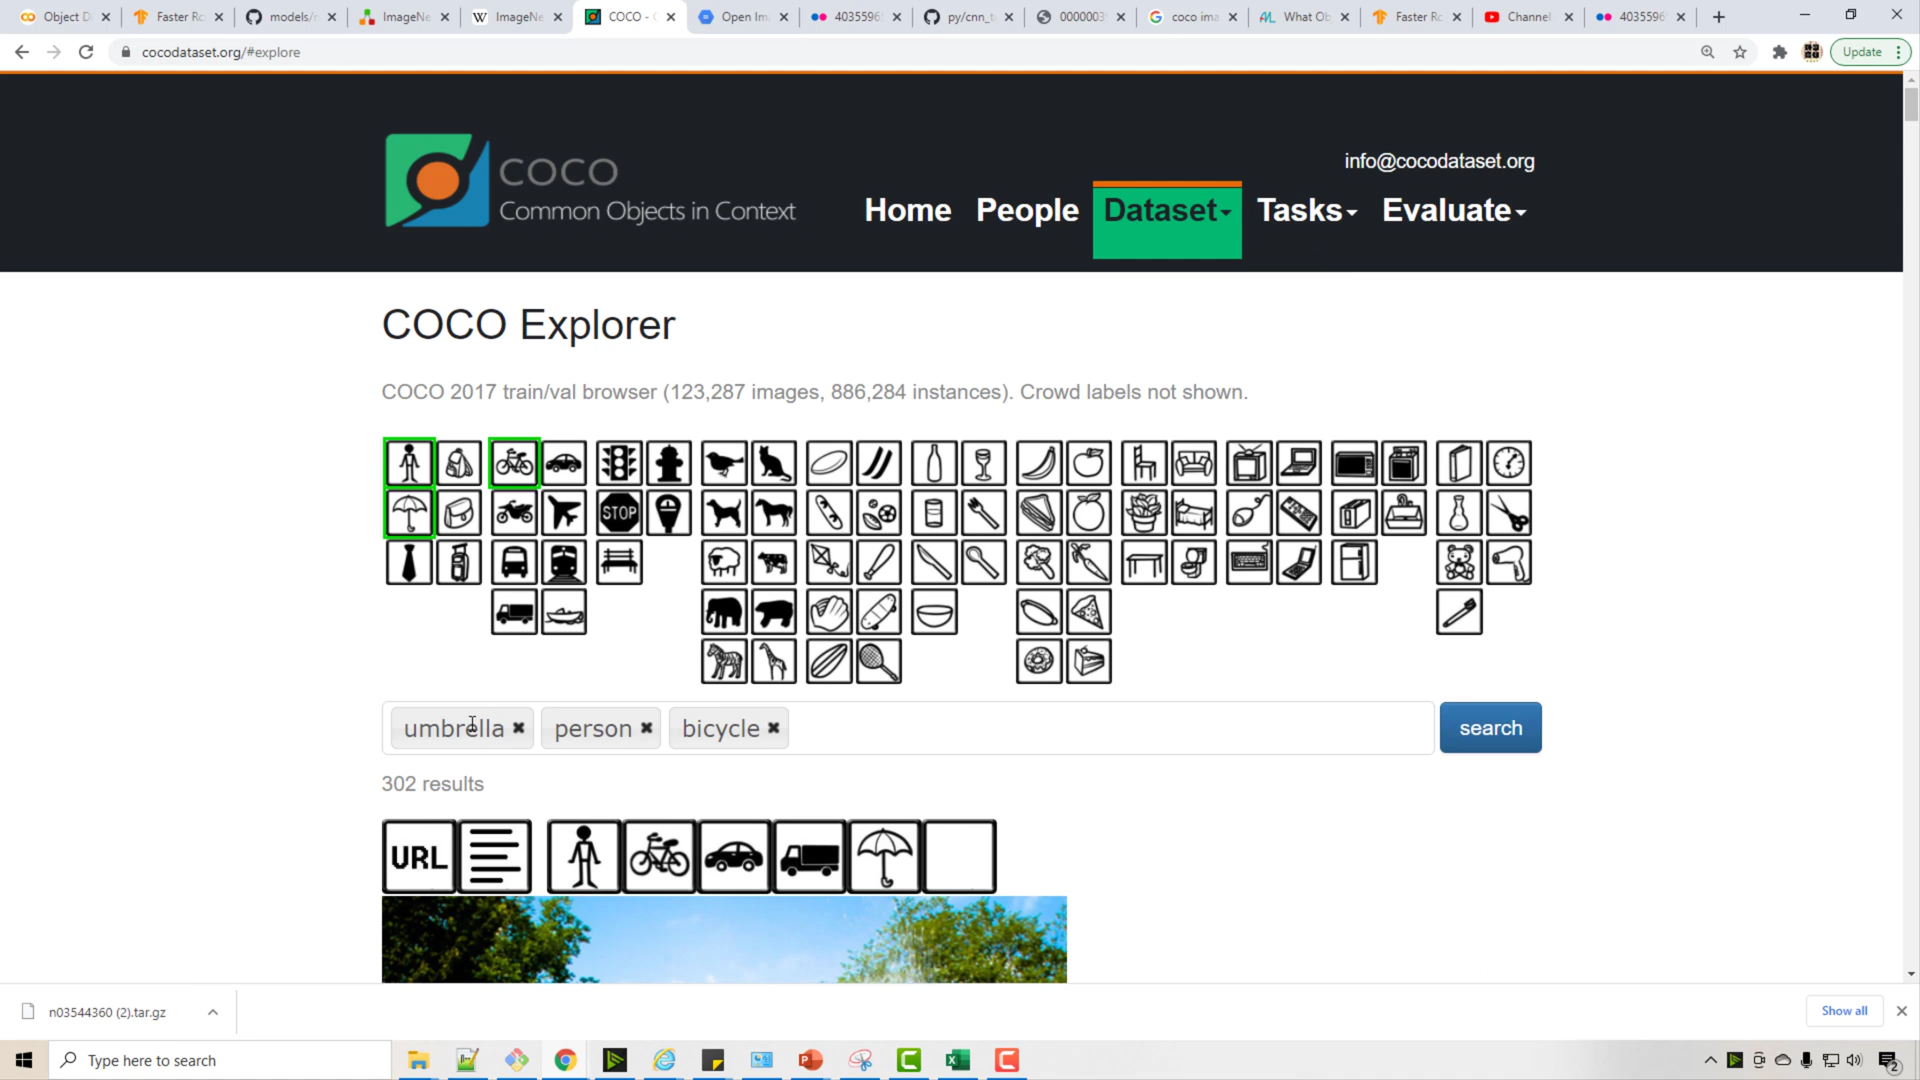 Object D
Faster Rc
models/r
ImageNe
ImageNe
COCO - C
Open Im
4035596
py/cnn_t
0000003
coco ima
What Ob
Faster Rc
Channel
4035596
cocodataset.org/#explore
Update
COCO
Common Objects in Context
info@cocodataset.org
Home People Dataset Tasks Evaluate
COCO Explorer
COCO 2017 train/val browser (123,287 images, 886,284 instances). Crowd labels not shown.
STOP
umbrella person bicycle
search
302 results
URL
n03544360 (2).tar.gz
Show all
Type here to search
2